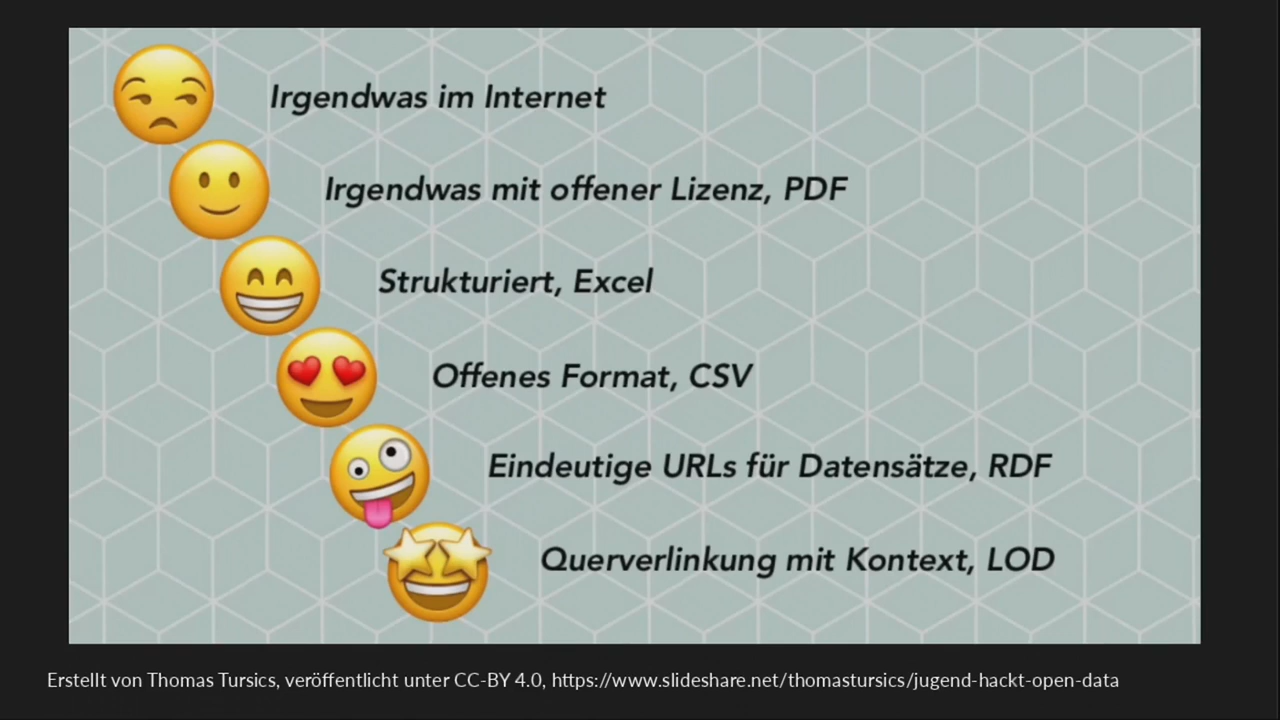 Irgendwas im Internet
Irgendwas mit offener Lizenz, PDF
Strukturiert, Excel
Offenes Format, CSV
Eindeutige URLs für Datensätze, RDF
Querverlinkung mit Kontext, LOD
Erstellt von Thomas Tursics, veröffentlicht unter CC-BY 4.0, https://www.slideshare.net/thomastursics/jugend-hackt-open-data